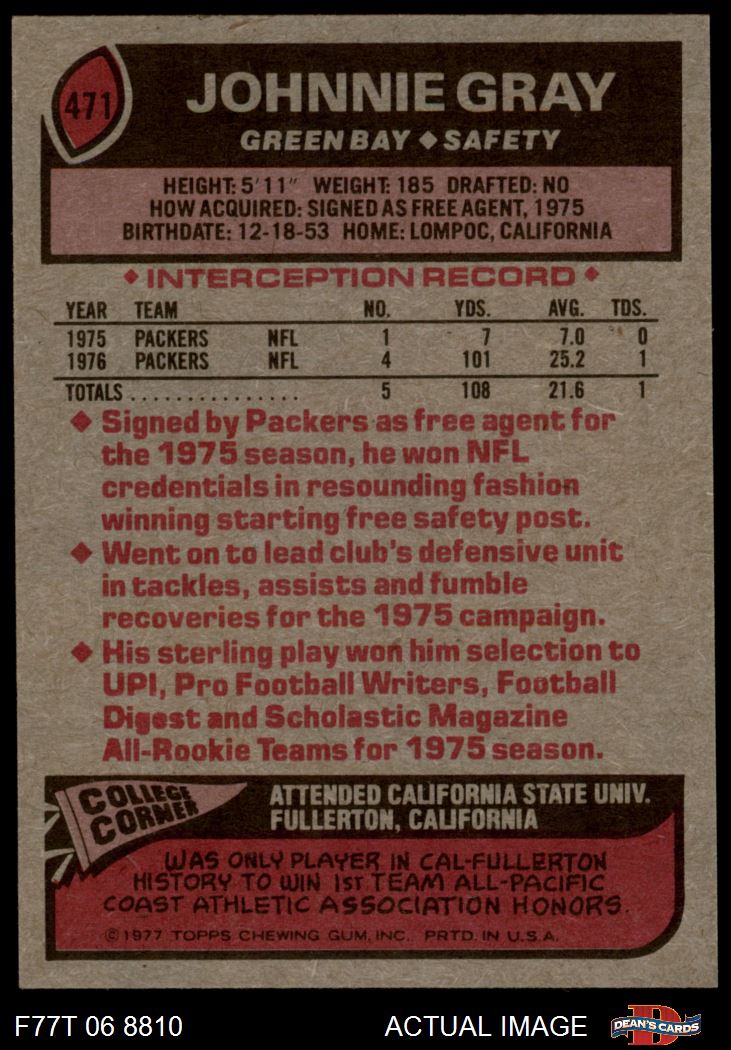 471
JOHNNIE GRAY
GREEN BAY ◆ SAFETY
HEIGHT: 5'11" WEIGHT: 185 DRAFTED: NO
HOW ACQUIRED: SIGNED AS FREE AGENT, 1975
BIRTHDATE: 12-18-53 HOME: LOMPOC, CALIFORNIA
◆ INTERCEPTION RECORD ◆
YEAR TEAM NO. YDS. AVG. TDS.
1975 PACKERS NFL 1 7 7.0 0
1976 PACKERS NFL 4 101 25.2 1
TOTALS ................ 5 108 21.6 1
◆ Signed by Packers as free agent for
the 1975 season, he won NFL
credentials in resounding fashion
winning starting free safety post.
◆ Went on to lead club's defensive unit
in tackles, assists and fumble
recoveries for the 1975 campaign.
◆ His sterling play won him selection to
UPI, Pro Football Writers, Football
Digest and Scholastic Magazine
All-Rookie Teams for 1975 season.
COLLEGE
CORNER
ATTENDED CALIFORNIA STATE UNIV.
FULLERTON, CALIFORNIA
WAS ONLY PLAYER IN CAL-FULLERTON
HISTORY TO WIN 1ST TEAM ALL-PACIFIC
COAST ATHLETIC ASSOCIATION HONORS.
© 1977 TOPPS CHEWING GUM, INC. PRTD. IN U.S.A.
F77T 06 8810 ACTUAL IMAGE
D
DEAN'S CARDS